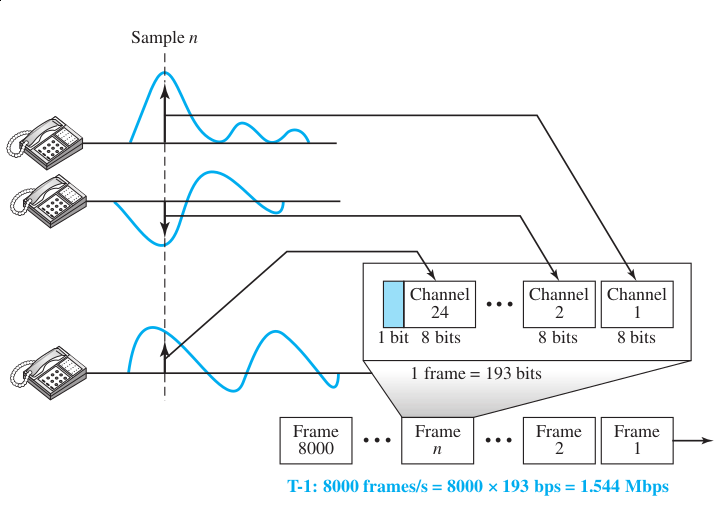 Sample n
Channel
24
Channel
2
Channel
1
1 bit 8 bits
8 bits
8 bits
1 frame = 193 bits
Frame
8000
Frame
n
Frame
2
Frame
1
T-1: 8000 frames/s = 8000 × 193 bps = 1.544 Mbps